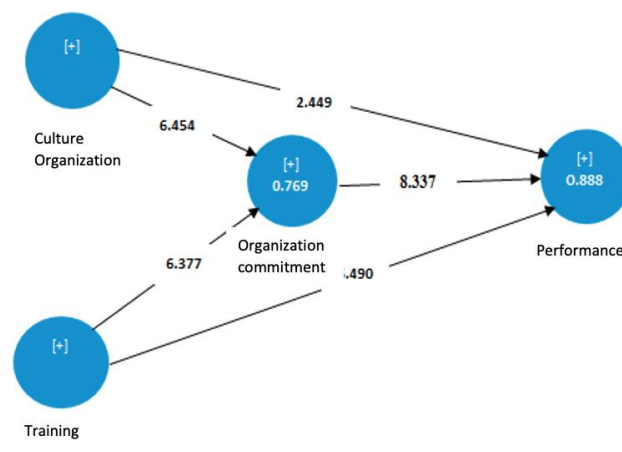 [+]
2.449
Culture
Organization
6.454
[+]
0.769
8.337
[+]
0.888
Organization
commitment
Performance
6.377
.490
[+]
Training